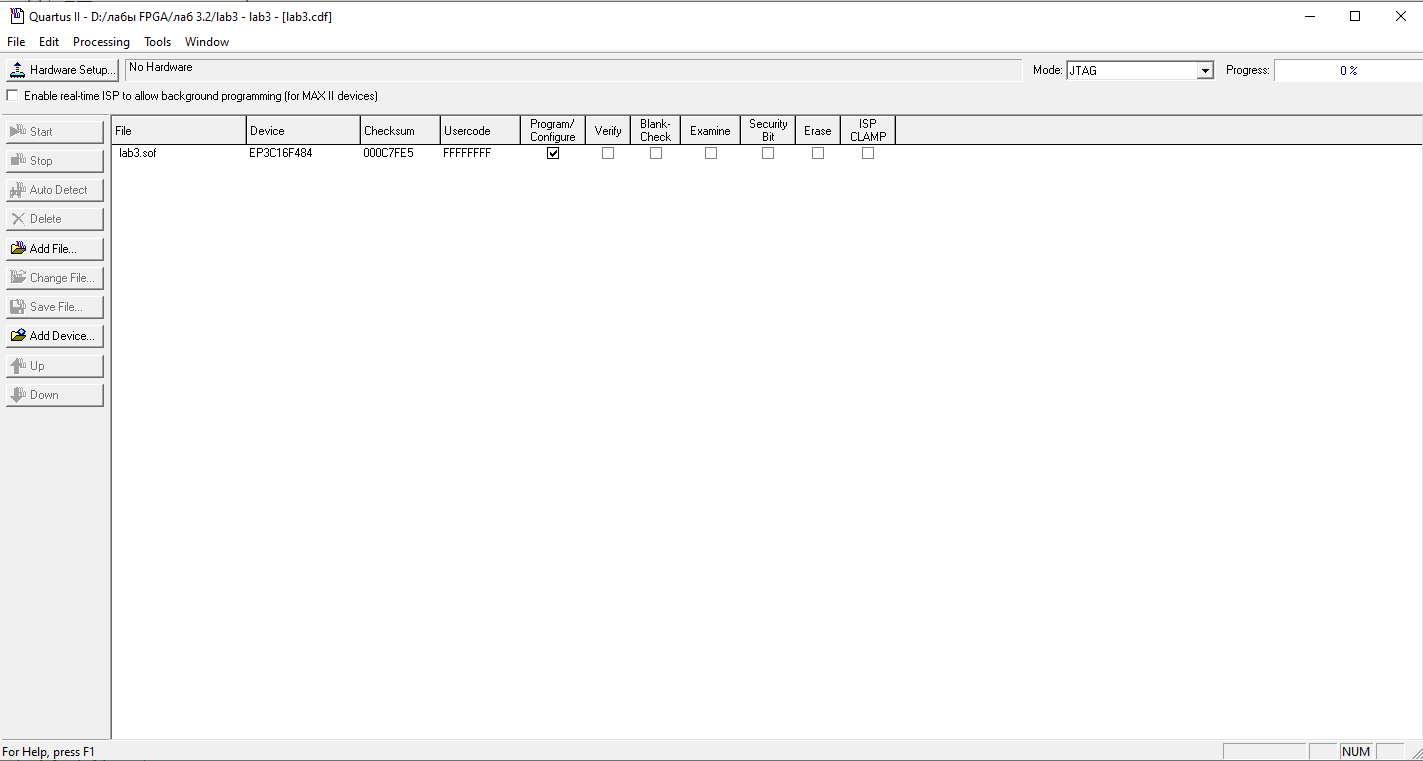 Quartus II - D:/лабы FPGA/лаб 3.2/lab3 - lab3 - [lab3.cdf]
File Edit Processing Tools Window
Hardware Setup... No Hardware Mode: JTAG Progress: 0 %
Enable real-time ISP to allow background programming (for MAX II devices)
Start
Stop
Auto Detect
Delete
Add File...
Change File...
Save File...
Add Device...
Up
Down
File Device Checksum Usercode Program/ Configure Verify Blank- Check Examine Security Bit Erase ISP CLAMP
lab3.sof EP3C16F484 000C7FE5 FFFFFFFF
For Help, press F1 NUM